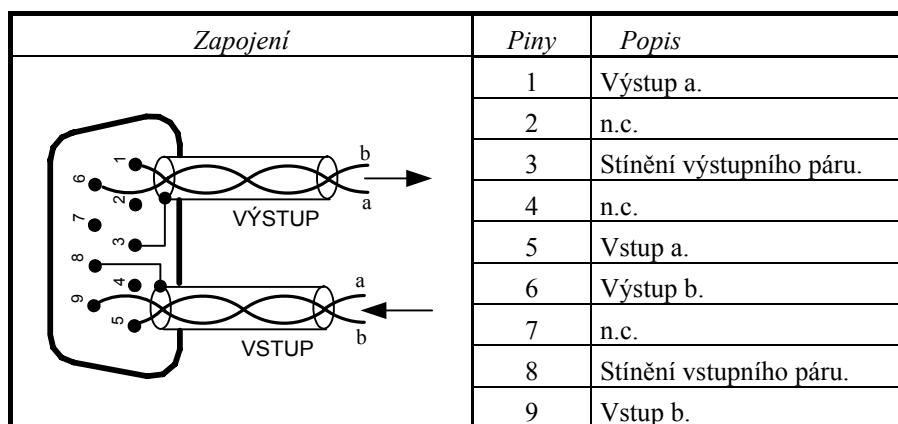 Zapojení Piny Popis
1 Výstup a.
2 n.c.
3 Stínění výstupního páru.
4 n.c.
5 Vstup a.
6 Výstup b.
7 n.c.
8 Stínění vstupního páru.
9 Vstup b.
1
6
2
7
3
8
4
9
5
b
a
VÝSTUP
a
b
VSTUP